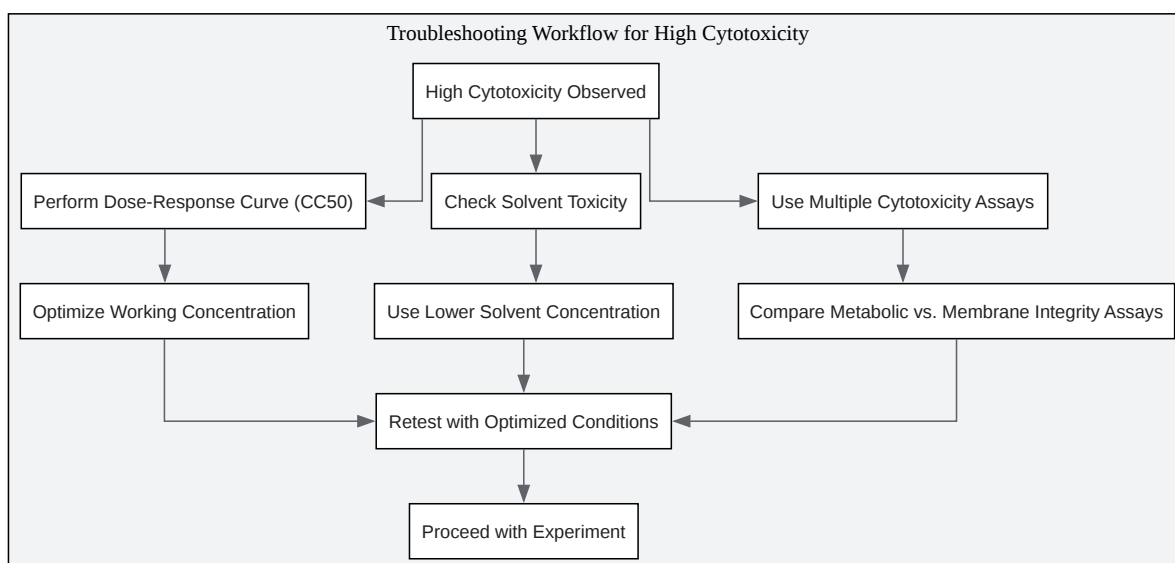 Troubleshooting Workflow for High Cytotoxicity
High Cytotoxicity Observed
Perform Dose-Response Curve (CC50)
Check Solvent Toxicity
Use Multiple Cytotoxicity Assays
Optimize Working Concentration
Use Lower Solvent Concentration
Compare Metabolic vs. Membrane Integrity Assays
Retest with Optimized Conditions
Proceed with Experiment